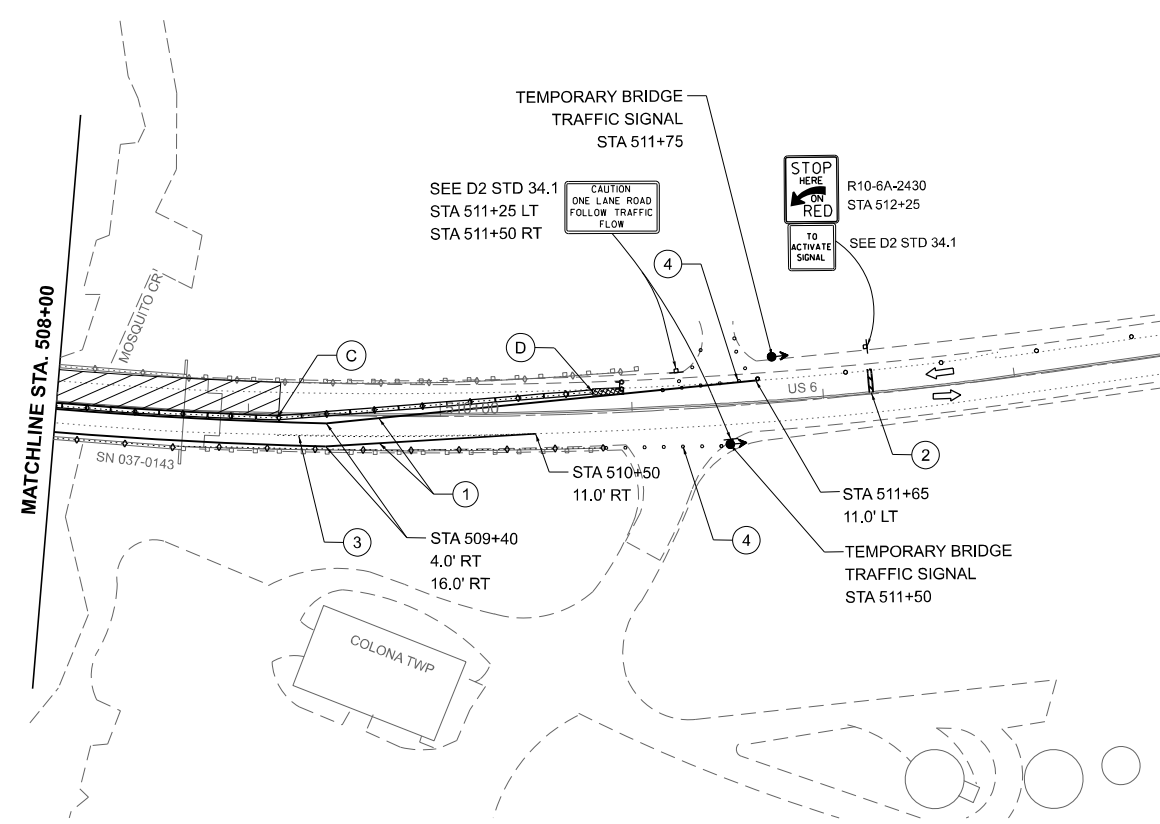 TEMPORARY BRIDGE
TRAFFIC SIGNAL
STA 511+75
SEE D2 STD 34.1
STA 511+25 LT
STA 511+50 RT
CAUTION
ONE LANE ROAD
FOLLOW TRAFFIC
FLOW
STOP
HERE
ON
RED
R10-6A-2430
STA 512+25
TO
ACTIVATE
SIGNAL
SEE D2 STD 34.1
4
MATCHLINE STA. 508+00
MOSQUITO CR
C
D
US 6
SN 037-0143
2
1
3
STA 510+50
11.0' RT
STA 511+65
11.0' LT
STA 509+40
4.0' RT
16.0' RT
4
TEMPORARY BRIDGE
TRAFFIC SIGNAL
STA 511+50
COLONA TWP